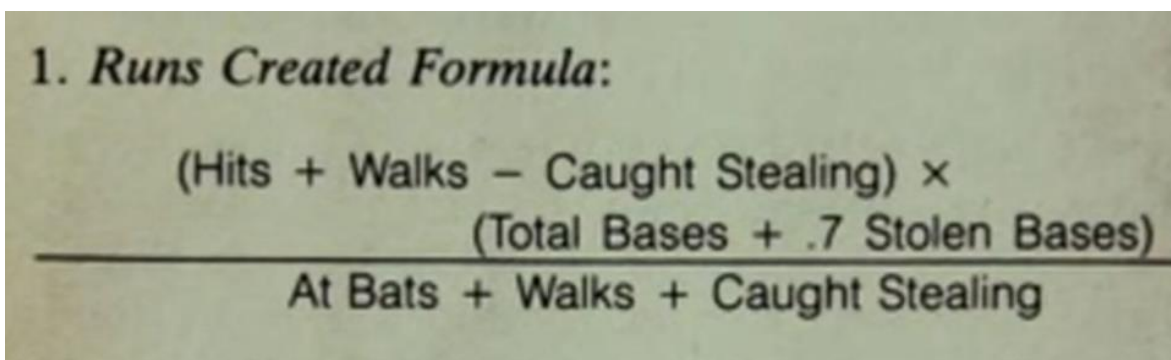 1. Runs Created Formula:
(Hits + Walks − Caught Stealing) ×
(Total Bases + .7 Stolen Bases)
At Bats + Walks + Caught Stealing